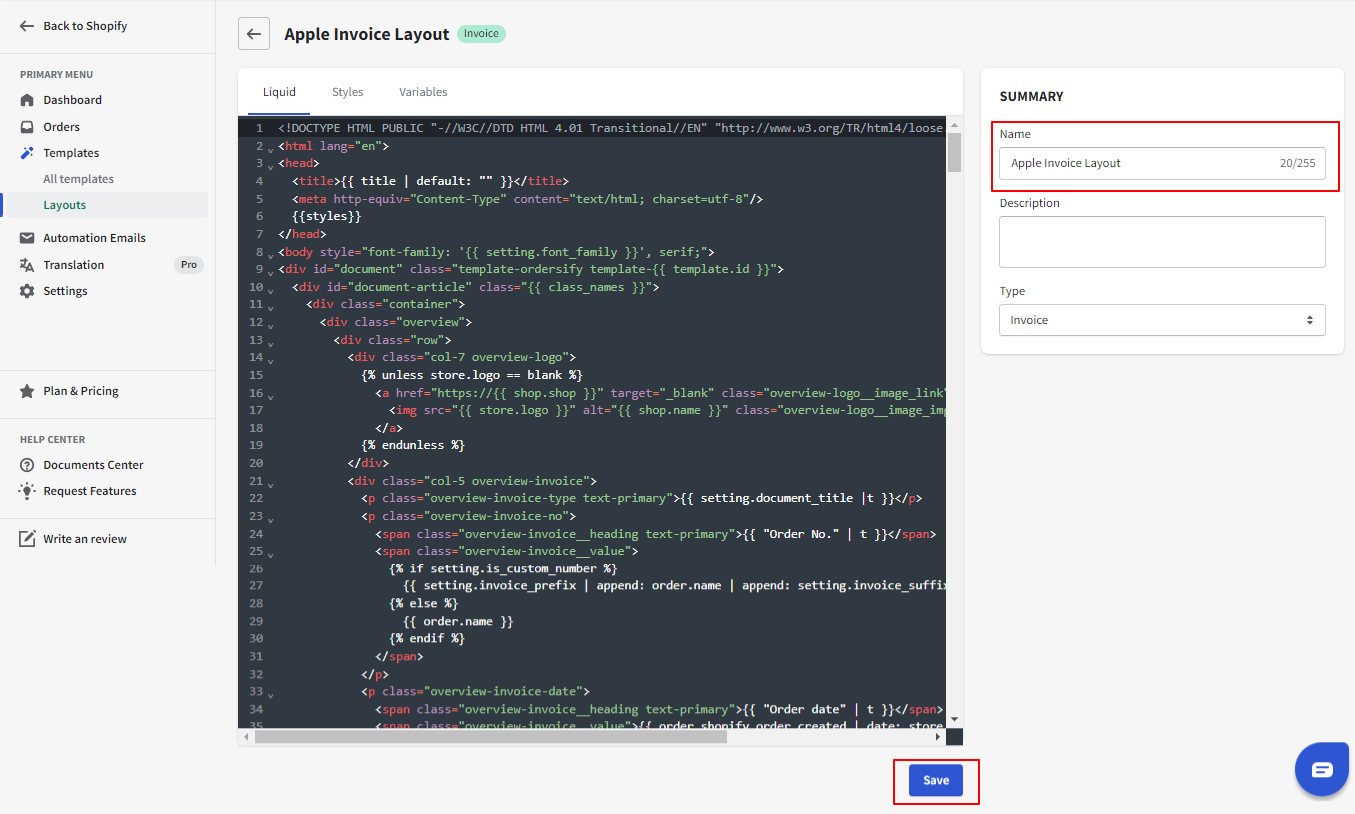 Back to Shopify
PRIMARY MENU
Dashboard
Orders
Templates
All templates
Layouts
Automation Emails
Translation Pro
Settings
Plan & Pricing
HELP CENTER
Documents Center
Request Features
Write an review
Apple Invoice Layout Invoice
Liquid Styles Variables
1 <!DOCTYPE HTML PUBLIC "-//W3C//DTD HTML 4.01 Transitional//EN" "http://www.w3.org/TR/html4/loose.
2 <html lang="en">
3 <head>
4 <title>{{ title | default: "" }}</title>
5 <meta http-equiv="Content-Type" content="text/html; charset=utf-8"/>
6 {{styles}}
7 </head>
8 <body style="font-family: '{{ setting.font_family }}', serif;">
9 <div id="document" class="template-ordersify template-{{ template.id }}">
10 <div id="document-article" class="{{ class_names }}">
11 <div class="container">
12 <div class="overview">
13 <div class="row">
14 <div class="col-7 overview-logo">
15 {% unless store.logo == blank %}
16 <a href="https://{{ shop.shop }}" target="_blank" class="overview-logo__image_link"
17 <img src="{{ store.logo }}" alt="{{ shop.name }}" class="overview-logo__image_img
18 </a>
19 {% endunless %}
20 </div>
21 <div class="col-5 overview-invoice">
22 <p class="overview-invoice-type text-primary">{{ setting.document_title |t }}</p>
23 <p class="overview-invoice-no">
24 <span class="overview-invoice__heading text-primary">{{ "Order No." | t }}</span>
25 <span class="overview-invoice__value">
26 {% if setting.is_custom_number %}
27 {{ setting.invoice_prefix | append: order.name | append: setting.invoice_suffix
28 {% else %}
29 {{ order.name }}
30 {% endif %}
31 </span>
32 </p>
33 <p class="overview-invoice-date">
34 <span class="overview-invoice__heading text-primary">{{ "Order date" | t }}</span>
35 <span class="overview-invoice__value">{{ order.shopify_order_created | date: store
Save
SUMMARY
Name
Apple Invoice Layout 20/255
Description
Type
Invoice